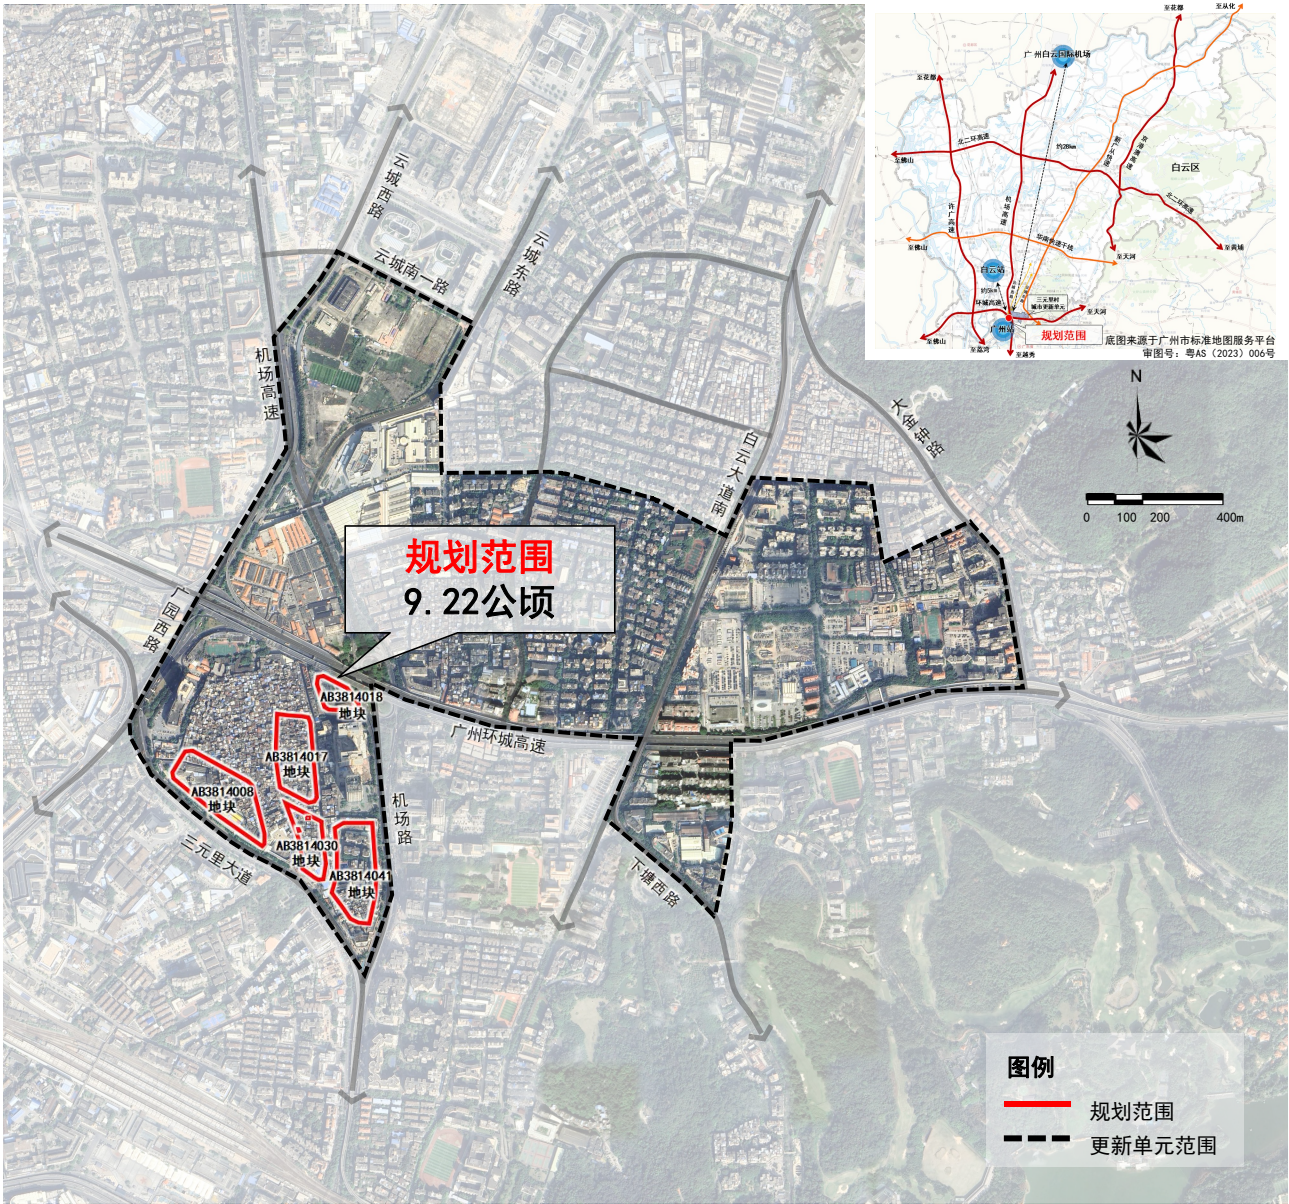 至花都
至从化
广州白云国际机场
至花都
北二环高速
约28km
新广从快速
京港澳高速
至佛山
白云区
许广高速
机场高速
北二环高速
至佛山
华南快速干线
至黄埔
至天河
白云站
约5km
环城高速
三元里村
城市更新单元
至天河
广州站
规划范围
至佛山
至荔湾
至越秀
底图来源于广州市标准地图服务平台
审图号：粤AS（2023）006号
云城西路
云城南一路
云城东路
机场高速
大金钟路
白云大道南
N
0 100 200 400m
规划范围
9.22公顷
广园西路
AB3814018
地块
广州环城高速
AB3814017
地块
AB3814008
地块
机场路
AB3814030
地块
三元里大道
AB3814041
地块
下塘西路
图例
规划范围
更新单元范围